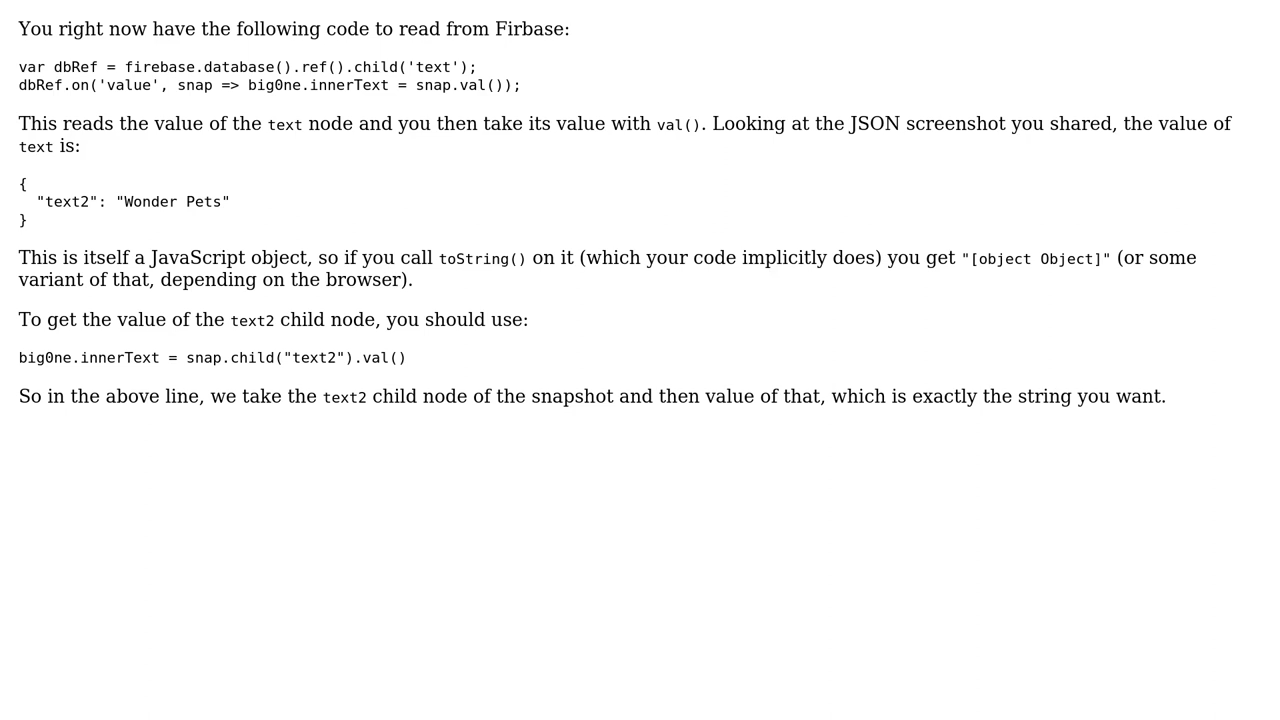 You right now have the following code to read from Firbase:
var dbRef = firebase.database().ref().child('text');
dbRef.on('value', snap => big0ne.innerText = snap.val());
This reads the value of the text node and you then take its value with val(). Looking at the JSON screenshot you shared, the value of
text is:
{
  "text2": "Wonder Pets"
}
This is itself a JavaScript object, so if you call toString() on it (which your code implicitly does) you get "[object Object]" (or some
variant of that, depending on the browser).
To get the value of the text2 child node, you should use:
big0ne.innerText = snap.child("text2").val()
So in the above line, we take the text2 child node of the snapshot and then value of that, which is exactly the string you want.